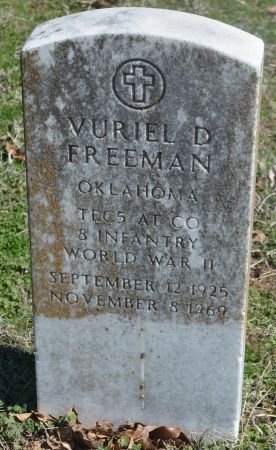 VURIEL D
FREEMAN
OKLAHOMA
TEC5 AT CO
8 INFANTRY
WORLD WAR II
SEPTEMBER 12 1925
NOVEMBER 8 1969